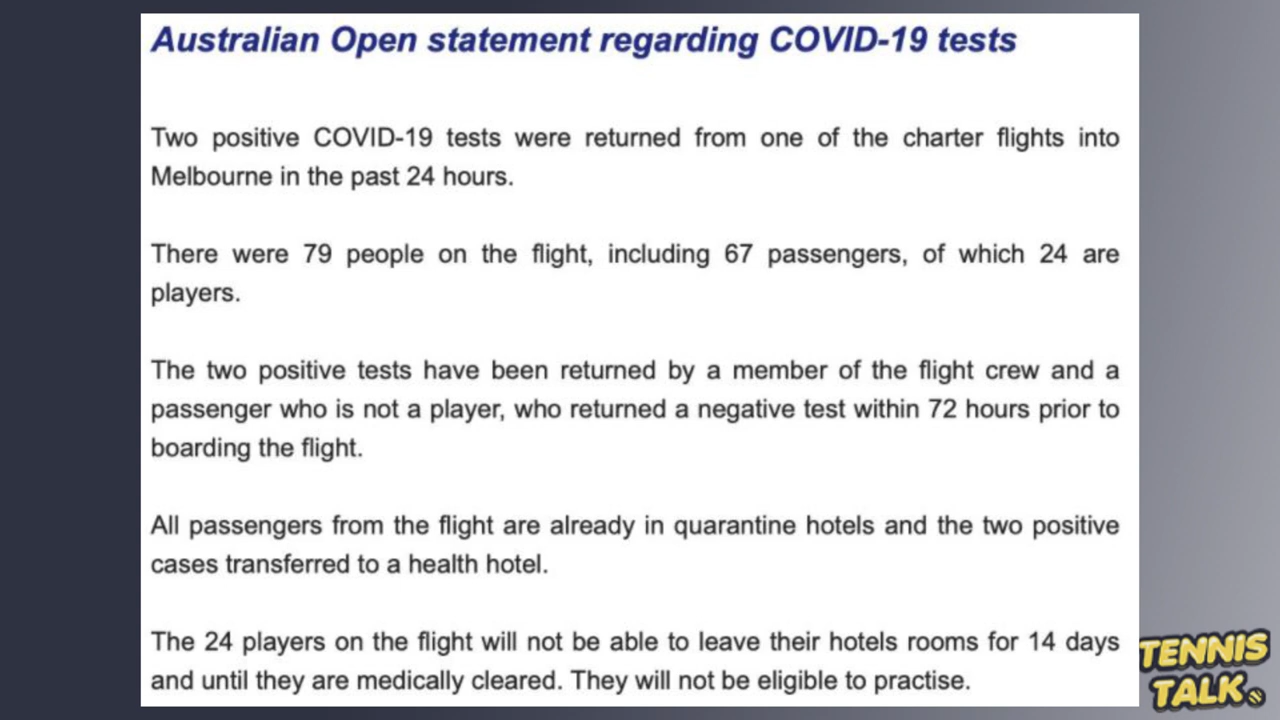 Australian Open statement regarding COVID-19 tests
Two positive COVID-19 tests were returned from one of the charter flights into
Melbourne in the past 24 hours.
There were 79 people on the flight, including 67 passengers, of which 24 are
players.
The two positive tests have been returned by a member of the flight crew and a
passenger who is not a player, who returned a negative test within 72 hours prior to
boarding the flight.
All passengers from the flight are already in quarantine hotels and the two positive
cases transferred to a health hotel.
The 24 players on the flight will not be able to leave their hotels rooms for 14 days
and until they are medically cleared. They will not be eligible to practise.
TENNIS
TALK